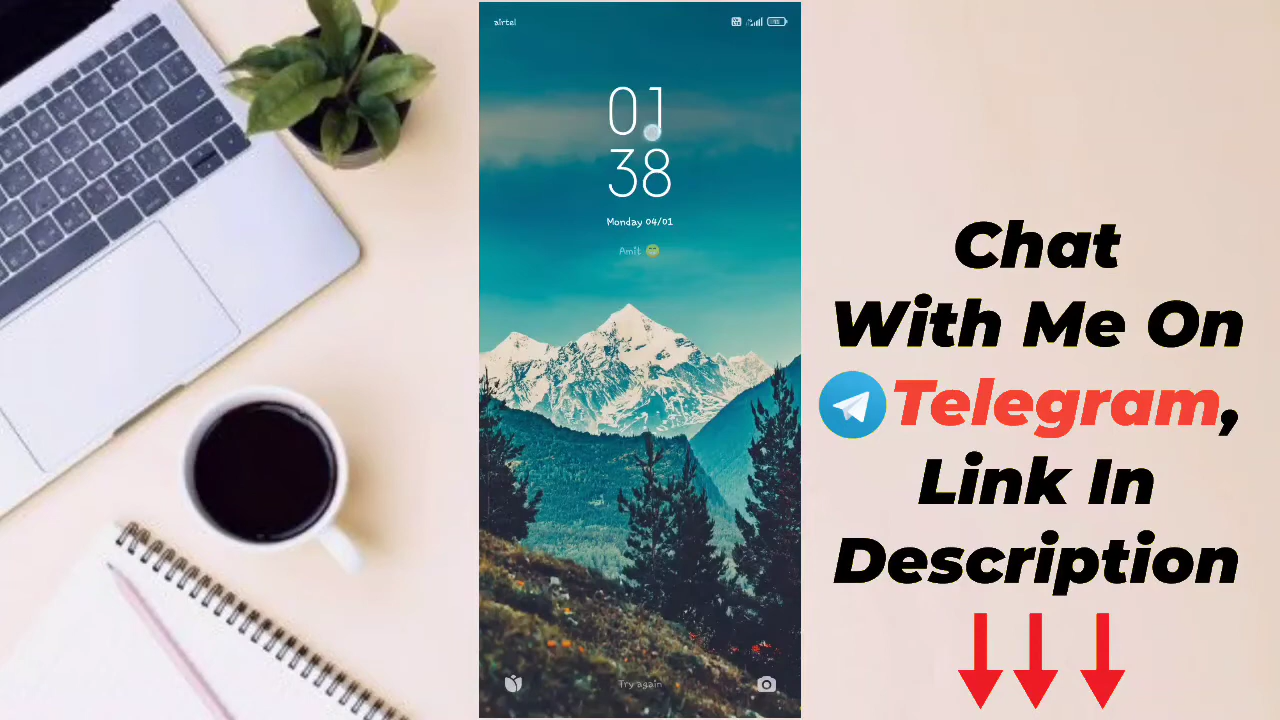 airtel
01
38
Monday 04/01
Amit 😁
Try again
Chat
With Me On
Telegram,
Link In
Description